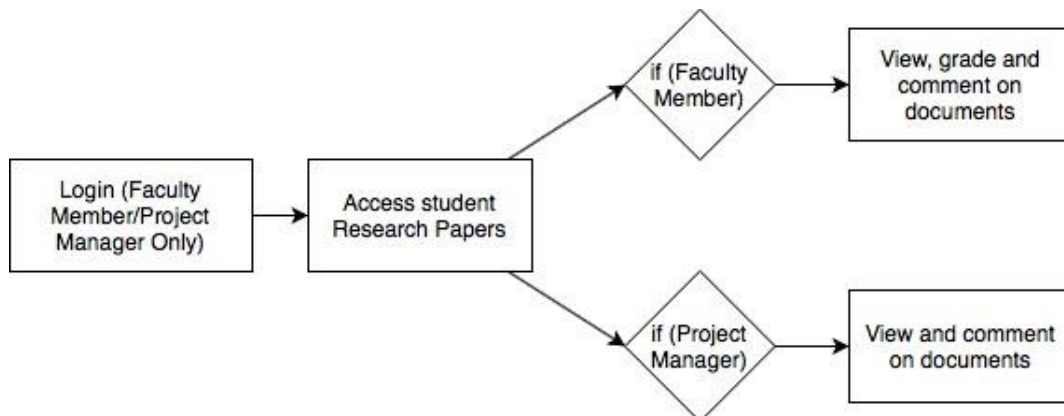 Login (Faculty
Member/Project
Manager Only)
Access student
Research Papers
if (Faculty
Member)
View, grade and
comment on
documents
if (Project
Manager)
View and comment
on documents